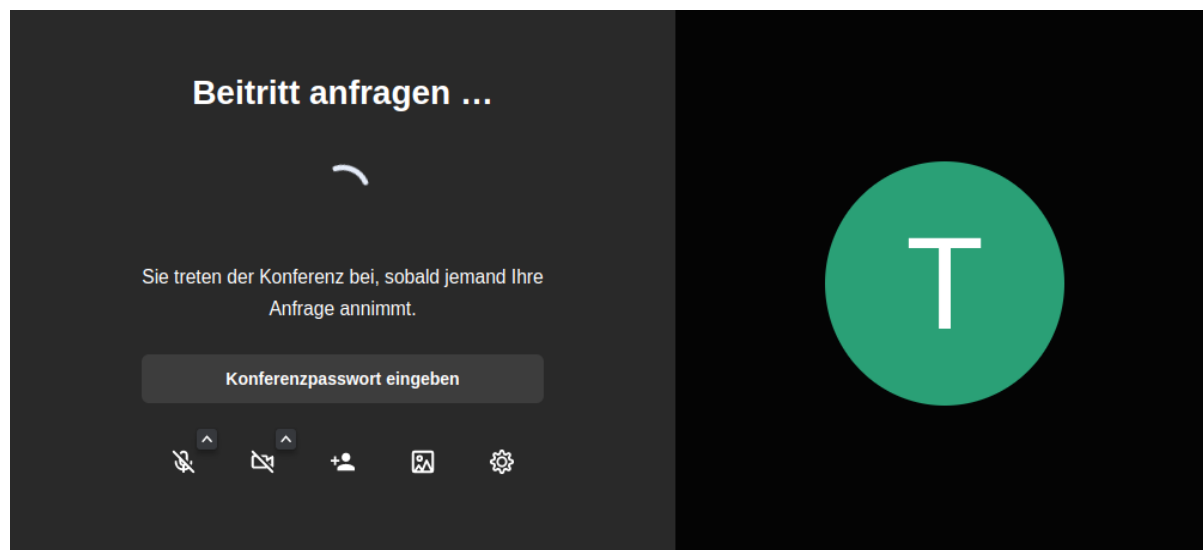 Beitritt anfragen …
Sie treten der Konferenz bei, sobald jemand Ihre
Anfrage annimmt.
Konferenzpasswort eingeben
T